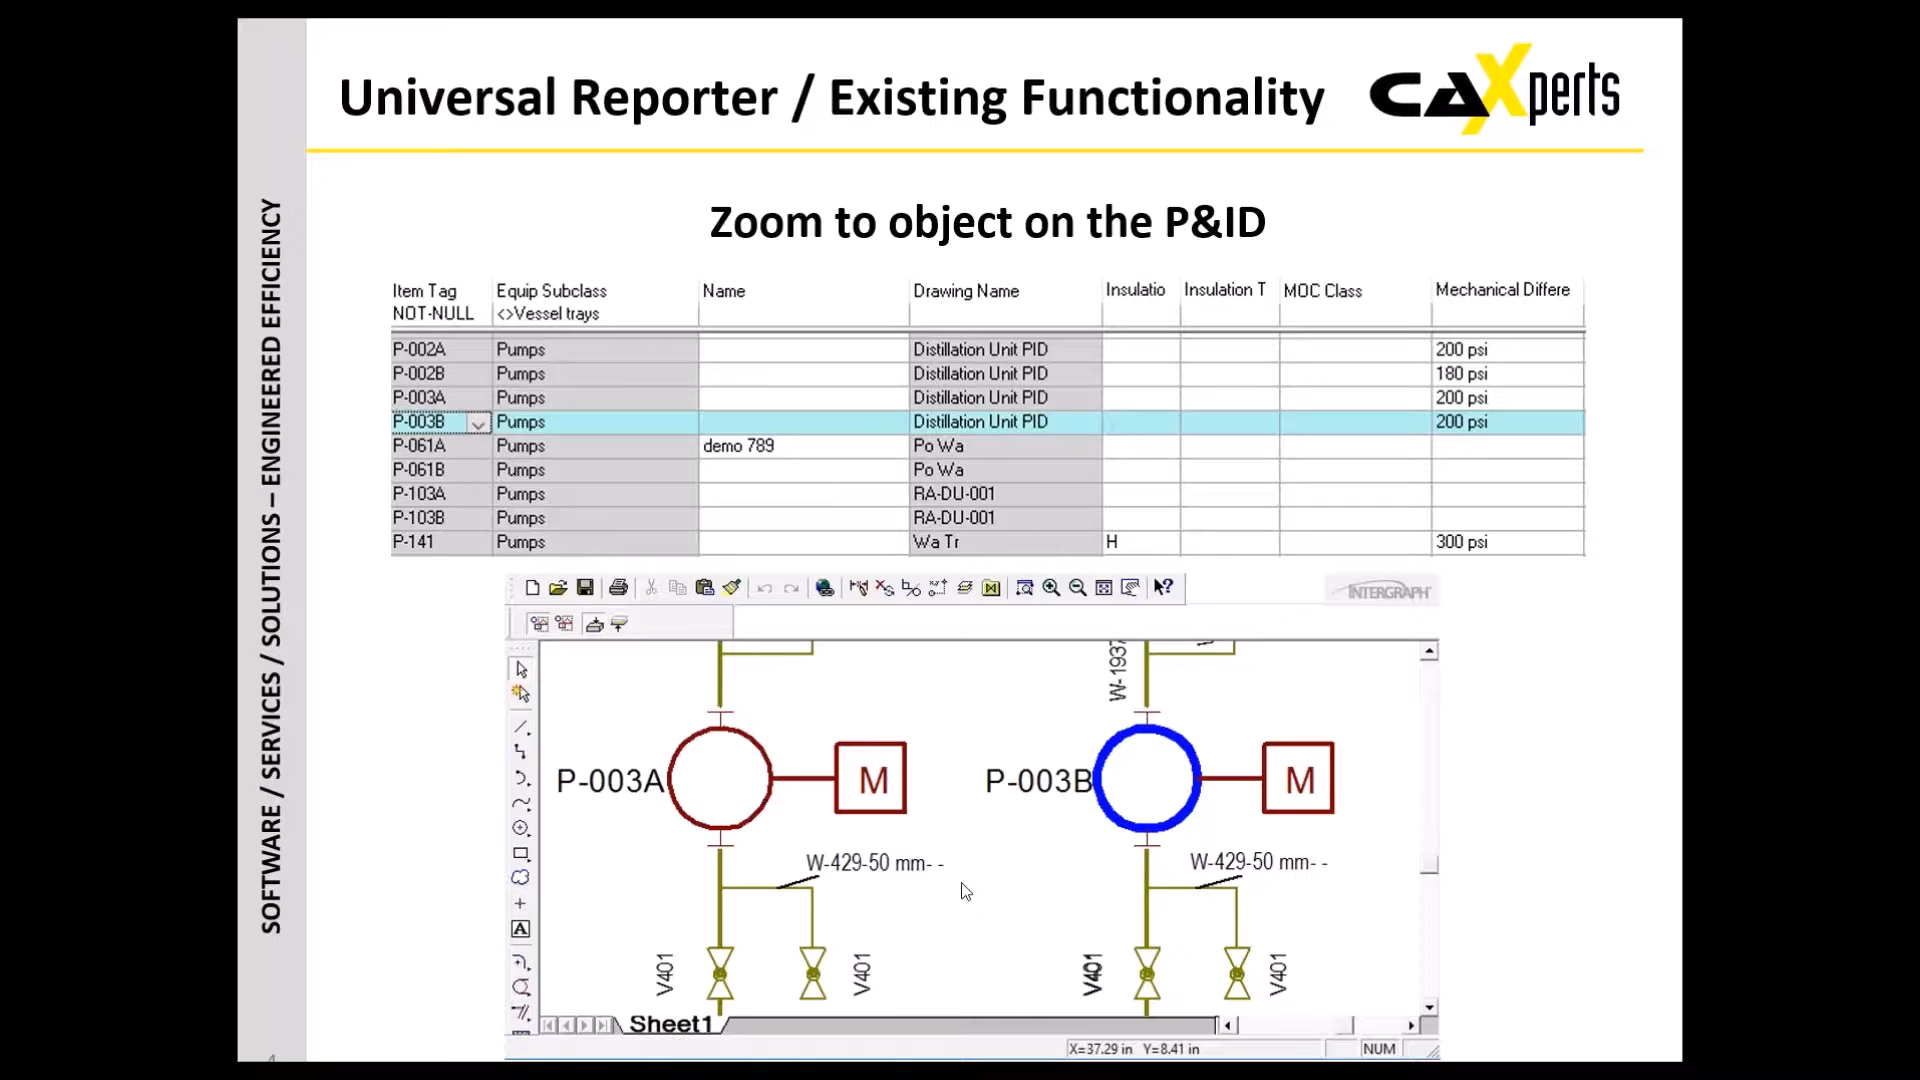 Universal Reporter / Existing Functionality
CAXperts
SOFTWARE / SERVICES / SOLUTIONS – ENGINEERED EFFICIENCY
Zoom to object on the P&ID
Item Tag Equip Subclass Name Drawing Name Insulatio Insulation T MOC Class Mechanical Differe
NOT-NULL <>Vessel trays
P-002A Pumps Distillation Unit PID 200 psi
P-002B Pumps Distillation Unit PID 180 psi
P-003A Pumps Distillation Unit PID 200 psi
P-003B Pumps Distillation Unit PID 200 psi
P-061A Pumps demo 789 Po Wa
P-061B Pumps Po Wa
P-103A Pumps RA-DU-001
P-103B Pumps RA-DU-001
P-141 Pumps Wa Tr H 300 psi
INTERGRAPH
W-1937
P-003A M P-003B M
W-429-50 mm- - W-429-50 mm- -
V401 V401 V401 V401
A
Sheet1
X=37.29 in Y=8.41 in NUM